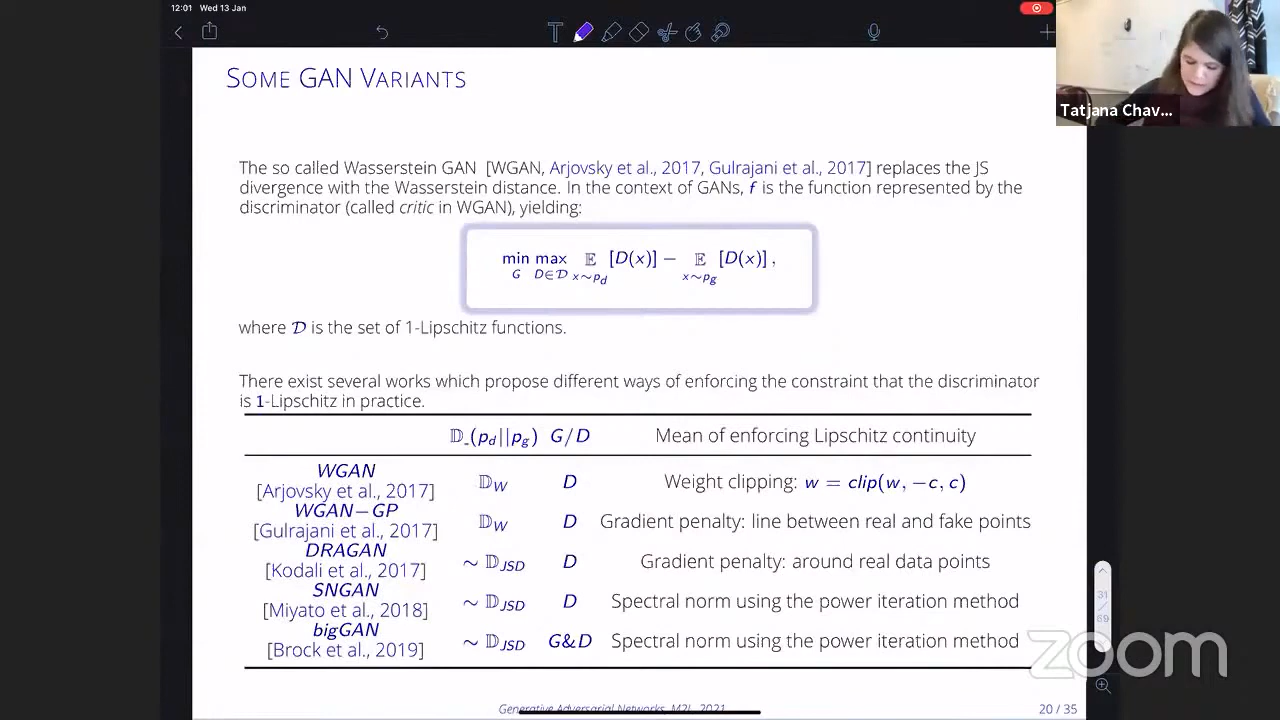 12:01 Wed 13 Jan
SOME GAN VARIANTS
Tatjana Chav...
The so called Wasserstein GAN [WGAN, Arjovsky et al., 2017, Gulrajani et al., 2017] replaces the JS
divergence with the Wasserstein distance. In the context of GANs, f is the function represented by the
discriminator (called critic in WGAN), yielding:
min max 𝔼 [D(x)] − 𝔼 [D(x)] ,
G D∈𝒟 x∼p_d x∼p_g
where 𝒟 is the set of 1-Lipschitz functions.
There exist several works which propose different ways of enforcing the constraint that the discriminator
is 1-Lipschitz in practice.
𝔻_(p_d||p_g) G/D Mean of enforcing Lipschitz continuity
WGAN
[Arjovsky et al., 2017] 𝔻_W D Weight clipping: w = clip(w, −c, c)
WGAN−GP
[Gulrajani et al., 2017] 𝔻_W D Gradient penalty: line between real and fake points
DRAGAN
[Kodali et al., 2017] ∼ 𝔻_JSD D Gradient penalty: around real data points
SNGAN
[Miyato et al., 2018] ∼ 𝔻_JSD D Spectral norm using the power iteration method
bigGAN
[Brock et al., 2019] ∼ 𝔻_JSD G&D Spectral norm using the power iteration method
31
/
69
zoom
Generative Adversarial Networks, M2L, 2021
20 / 35